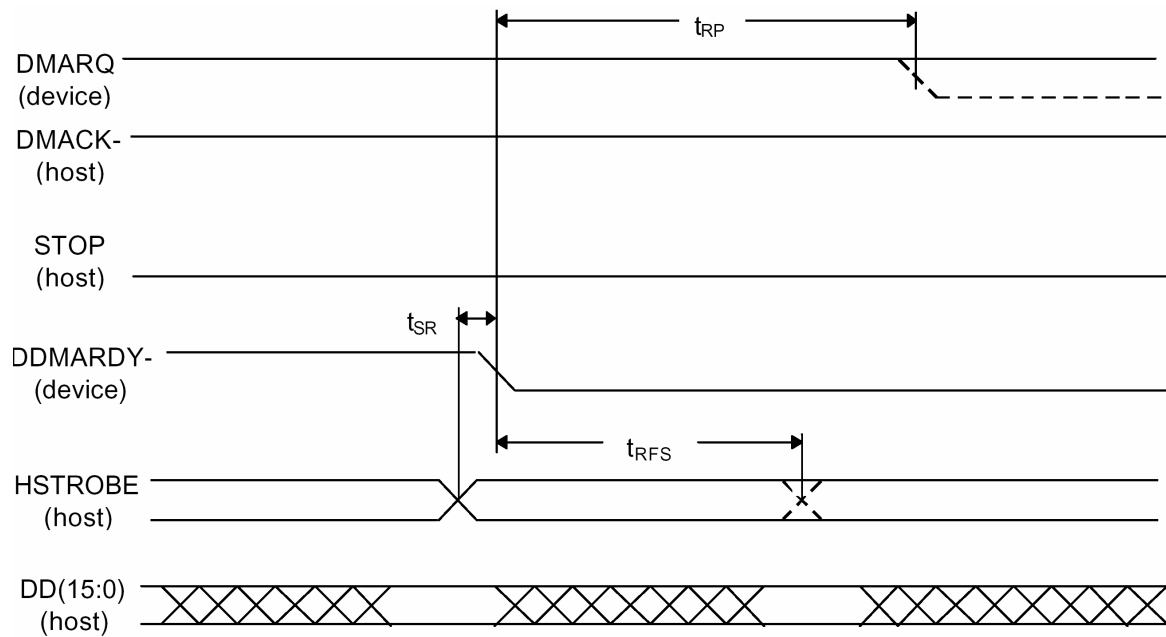 tRP
DMARQ
(device)
DMACK-
(host)
STOP
(host)
tSR
DDMARDY-
(device)
tRFS
HSTROBE
(host)
DD(15:0)
(host)